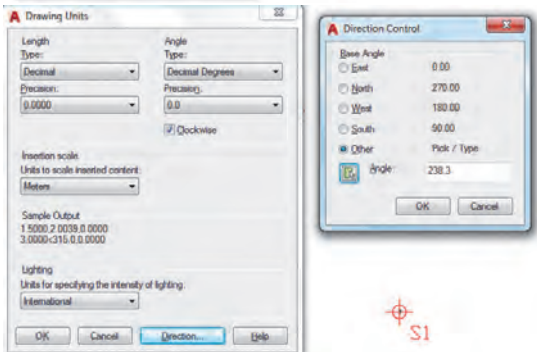 Drawing Units
Length
Type:
Decimal
Precision:
0.0000
Angle
Type:
Decimal Degrees
Precision:
0.0
Clockwise
Insertion scale
Units to scale inserted content:
Meters
Sample Output
1.5000,2.0039,0.0000
3.0000<315.0,0.0000
Lighting
Units for specifying the intensity of lighting:
International
OK Cancel Direction... Help
Direction Control
Base Angle
East 0.00
North 270.00
West 180.00
South 90.00
Other Pick / Type
Angle: 238.3
OK Cancel
S1